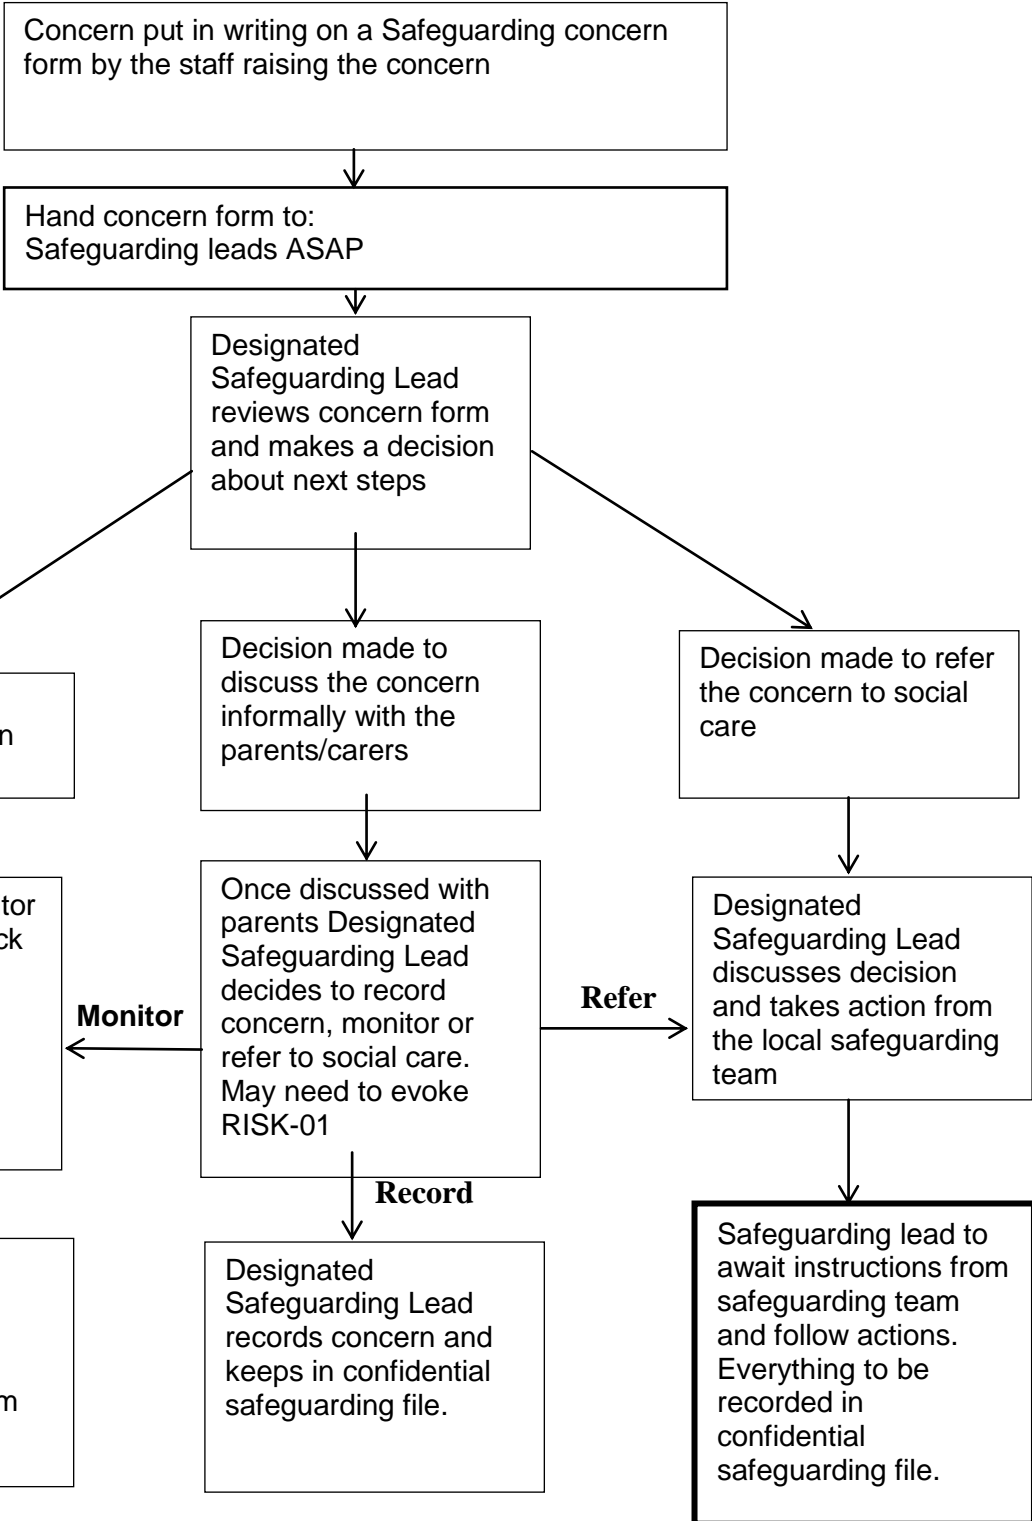 Concern put in writing on a Safeguarding concern
form by the staff raising the concern
Hand concern form to:
Safeguarding leads ASAP
Designated
Safeguarding Lead
reviews concern form
and makes a decision
about next steps
Decision made to
discuss the concern
informally with the
parents/carers
Decision made to refer
the concern to social
care
Once discussed with
parents Designated
Safeguarding Lead
decides to record
concern, monitor or
refer to social care.
May need to evoke
RISK-01
Monitor
Refer
Record
Designated
Safeguarding Lead
discusses decision
and takes action from
the local safeguarding
team
Designated
Safeguarding Lead
records concern and
keeps in confidential
safeguarding file.
Safeguarding lead to
await instructions from
safeguarding team
and follow actions.
Everything to be
recorded in
confidential
safeguarding file.